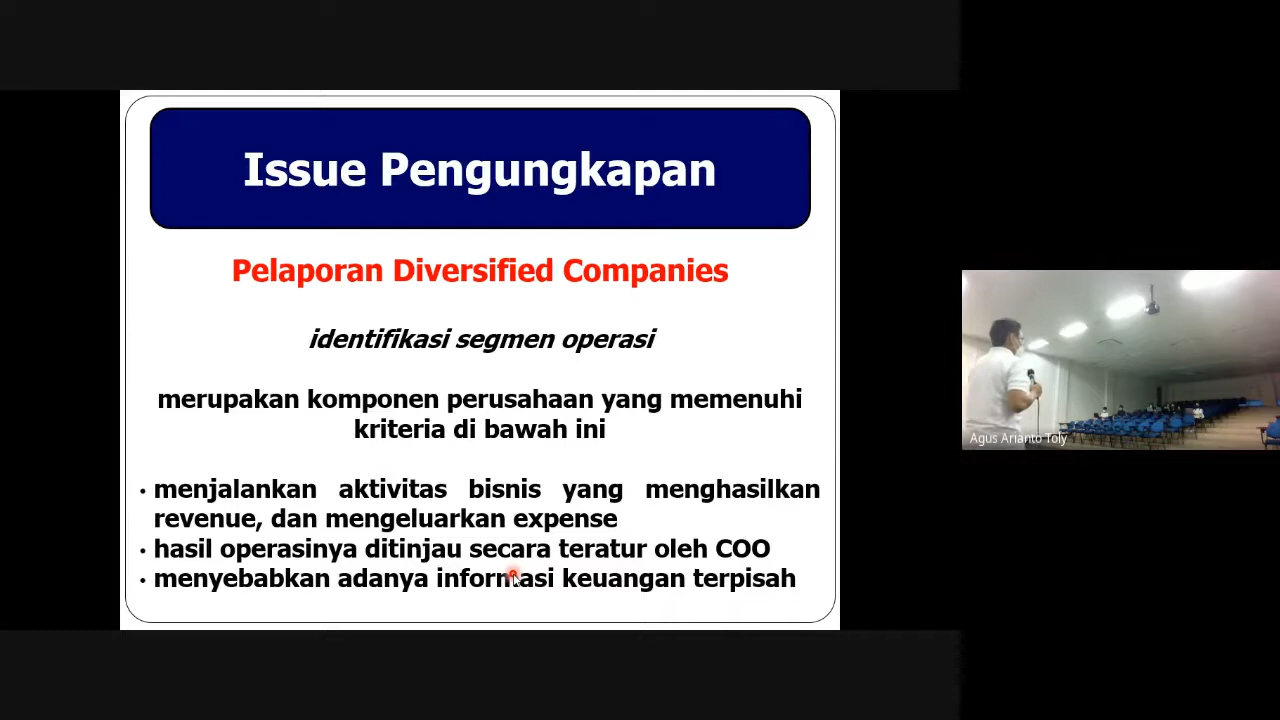 Issue Pengungkapan
Pelaporan Diversified Companies
identifikasi segmen operasi
merupakan komponen perusahaan yang memenuhi
kriteria di bawah ini
• menjalankan aktivitas bisnis yang menghasilkan
revenue, dan mengeluarkan expense
• hasil operasinya ditinjau secara teratur oleh COO
• menyebabkan adanya informasi keuangan terpisah
Agus Arianto Toly